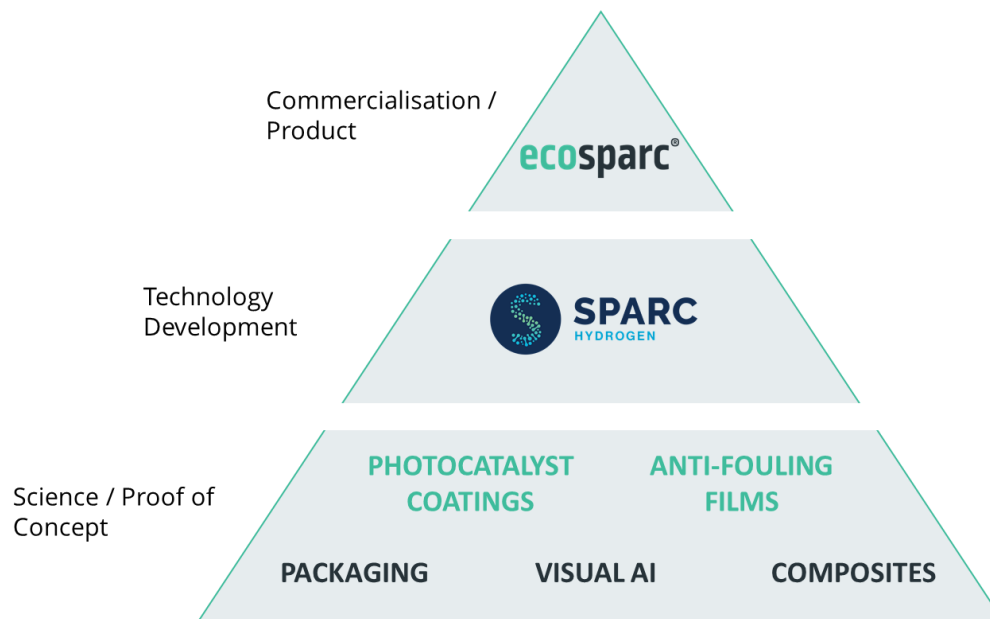 Commercialisation /
Product
ecosparc®
Technology
Development
SPARC
HYDROGEN
Science / Proof of
Concept
PHOTOCATALYST
COATINGS
ANTI-FOULING
FILMS
PACKAGING
VISUAL AI
COMPOSITES